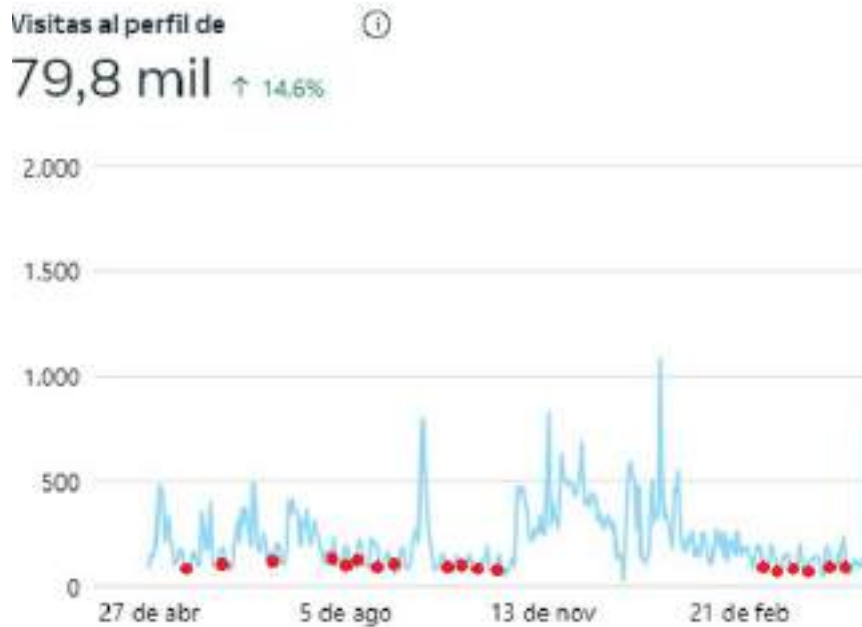 Visitas al perfil de
79,8 mil ↑ 14,6%
2.000
1.500
1.000
500
0
27 de abr 5 de ago 13 de nov 21 de feb